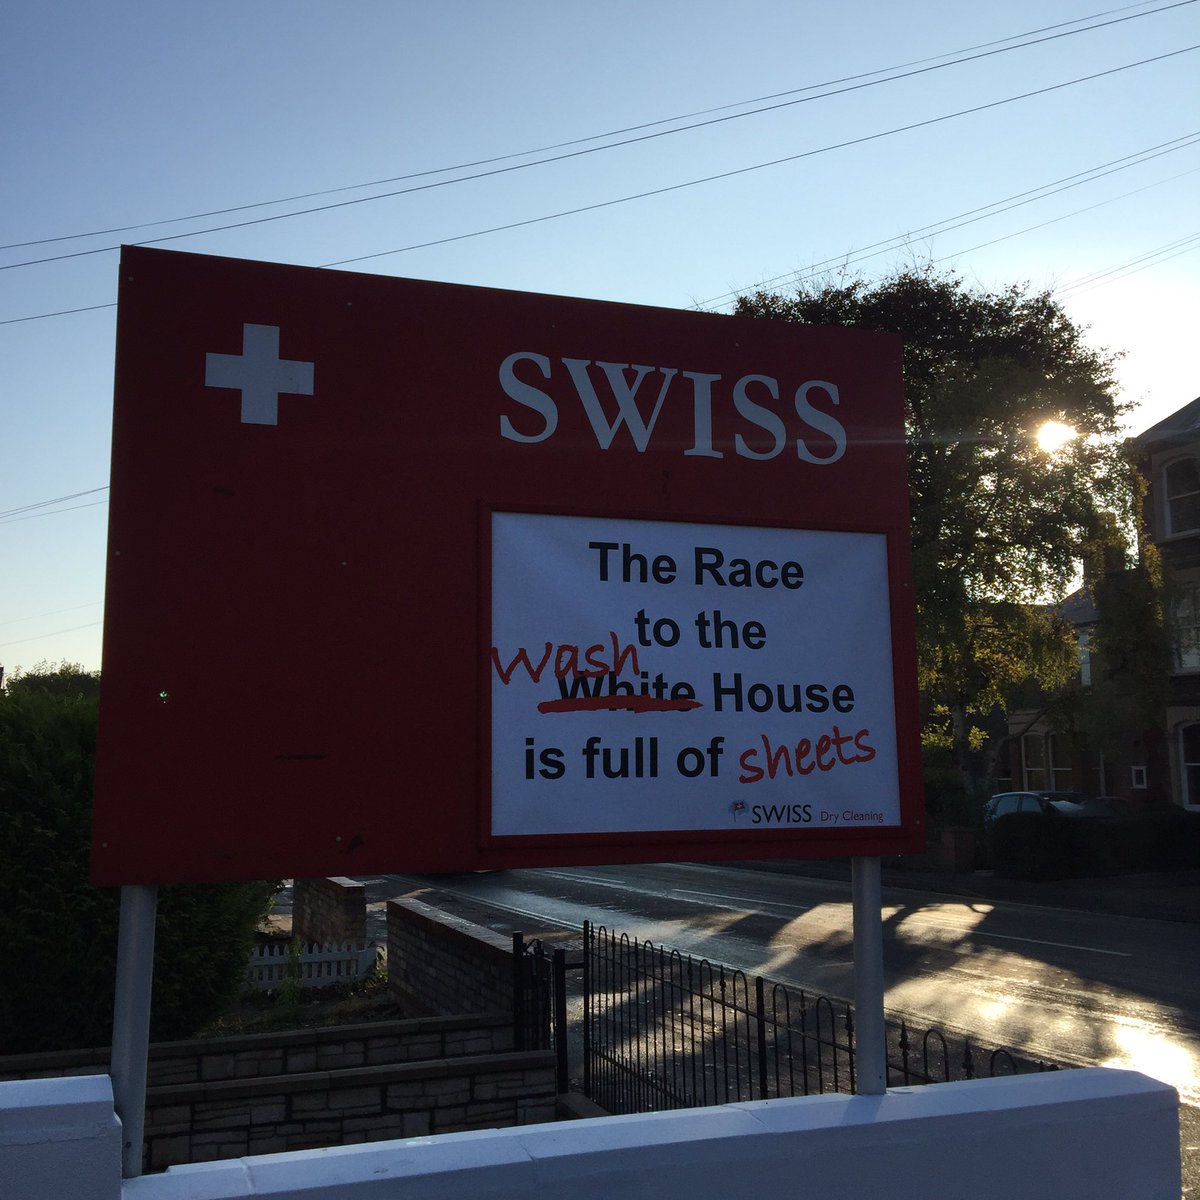 SWISS
The Race
to the
wash
White House
is full of sheets
SWISS Dry Cleaning